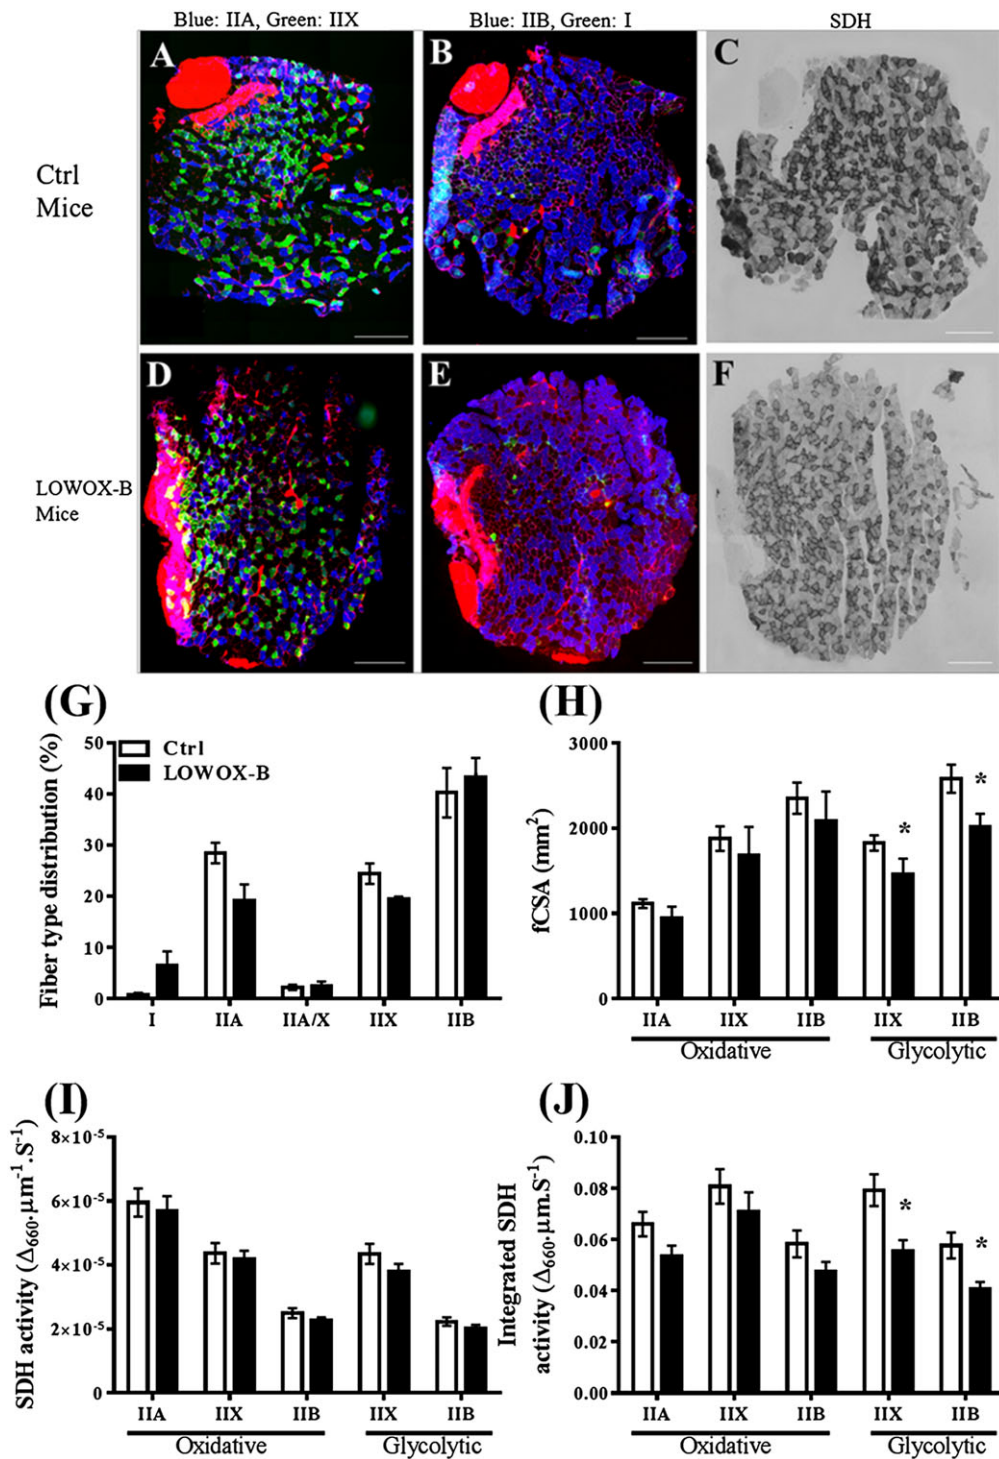 Blue: IIA, Green: IIX
Blue: IIB, Green: I
SDH
A
B
C
Ctrl
Mice
D
E
F
LOWOX-B
Mice
(G)
Fiber type distribution (%)
50
40
30
20
10
0
Ctrl
LOWOX-B
I
IIA
IIA/X
IIX
IIB
(H)
fCSA (mm²)
3000
2000
1000
0
*
*
IIA
IIX
IIB
IIX
IIB
Oxidative
Glycolytic
(I)
SDH activity (Δ₆₆₀.μm⁻¹.S⁻¹)
8×10⁻⁵
6×10⁻⁵
4×10⁻⁵
2×10⁻⁵
0
IIA
IIX
IIB
IIX
IIB
Oxidative
Glycolytic
(J)
Integrated SDH
activity (Δ₆₆₀.μm.S⁻¹)
0.10
0.08
0.06
0.04
0.02
0.00
*
*
IIA
IIX
IIB
IIX
IIB
Oxidative
Glycolytic